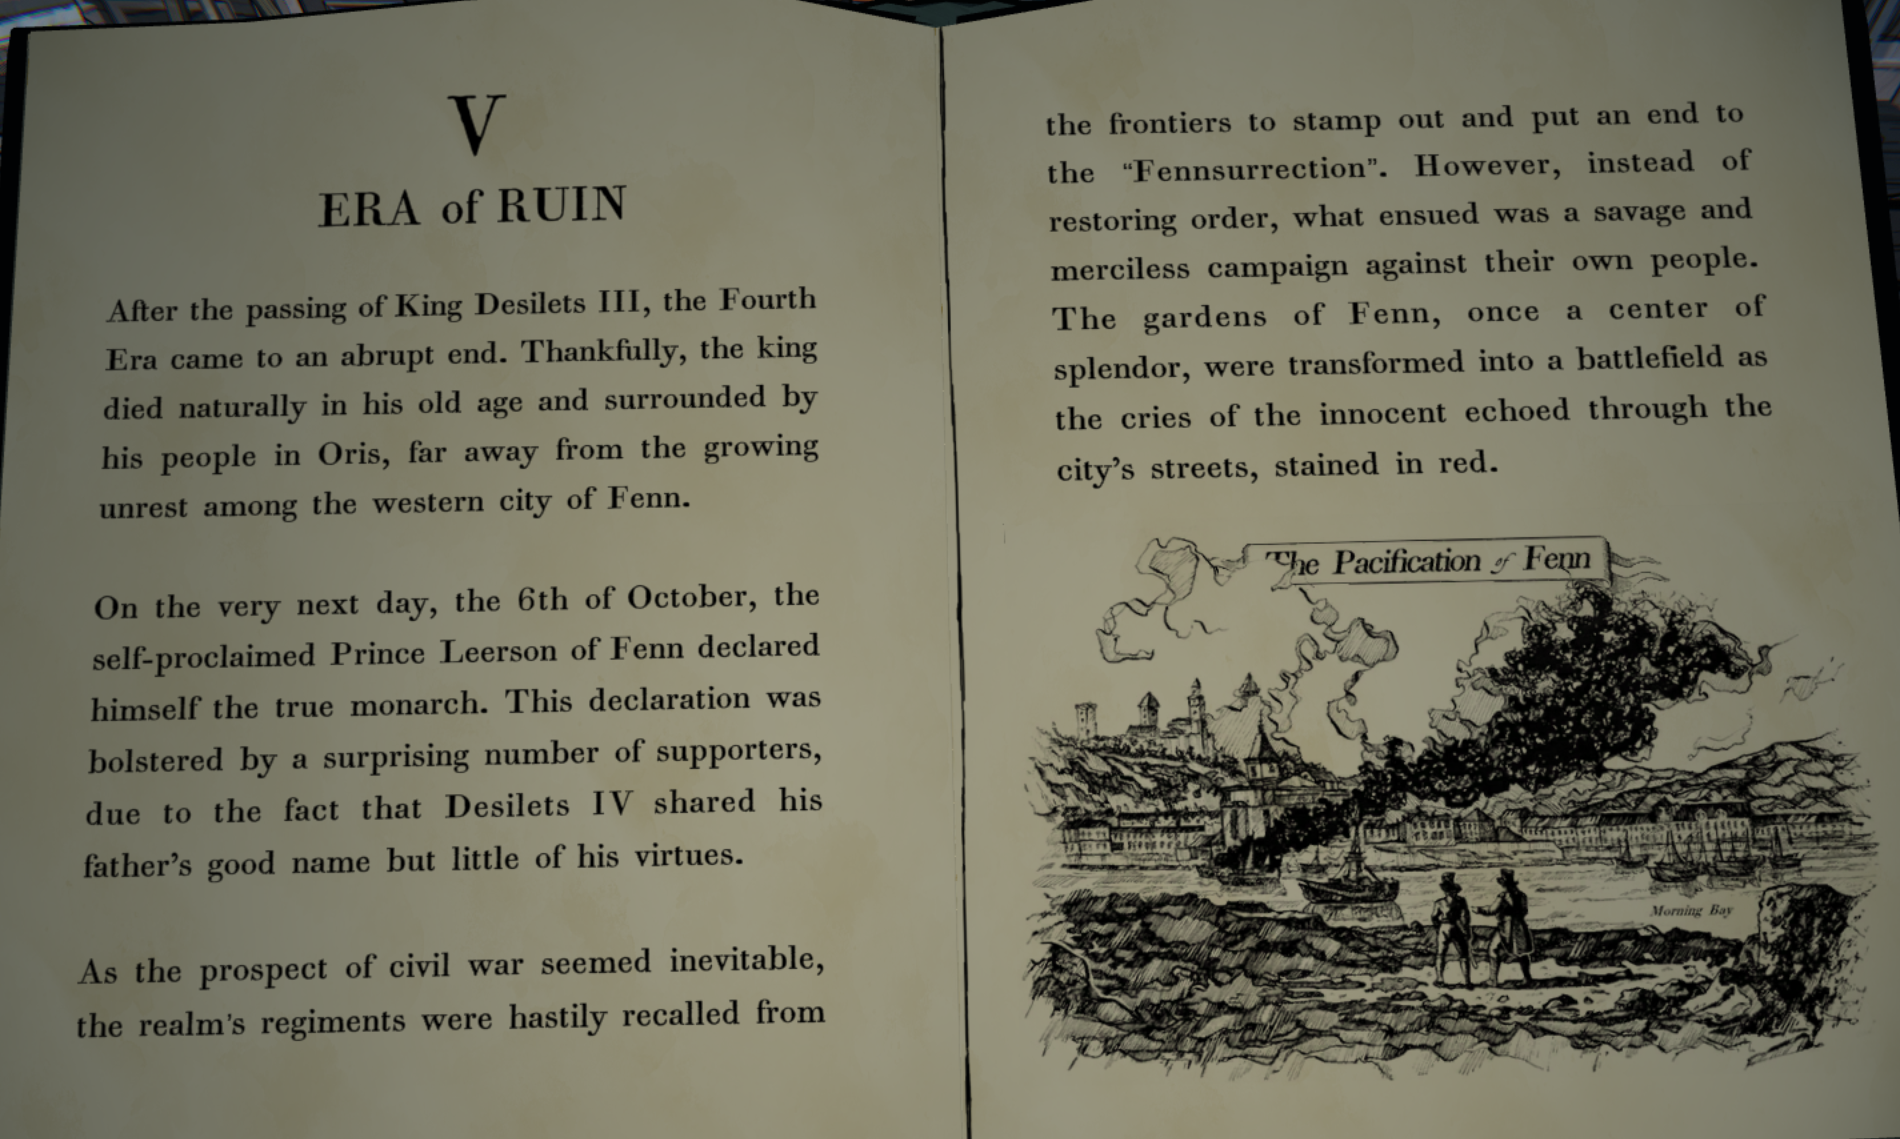 V
ERA of RUIN
After the passing of King Desilets III, the Fourth
Era came to an abrupt end. Thankfully, the king
died naturally in his old age and surrounded by
his people in Oris, far away from the growing
unrest among the western city of Fenn.
On the very next day, the 6th of October, the
self-proclaimed Prince Leerson of Fenn declared
himself the true monarch. This declaration was
bolstered by a surprising number of supporters,
due to the fact that Desilets IV shared his
father's good name but little of his virtues.
As the prospect of civil war seemed inevitable,
the realm's regiments were hastily recalled from
the frontiers to stamp out and put an end to
the “Fennsurrection”. However, instead of
restoring order, what ensued was a savage and
merciless campaign against their own people.
The gardens of Fenn, once a center of
splendor, were transformed into a battlefield as
the cries of the innocent echoed through the
city's streets, stained in red.
The Pacification of Fenn
Morning Bay